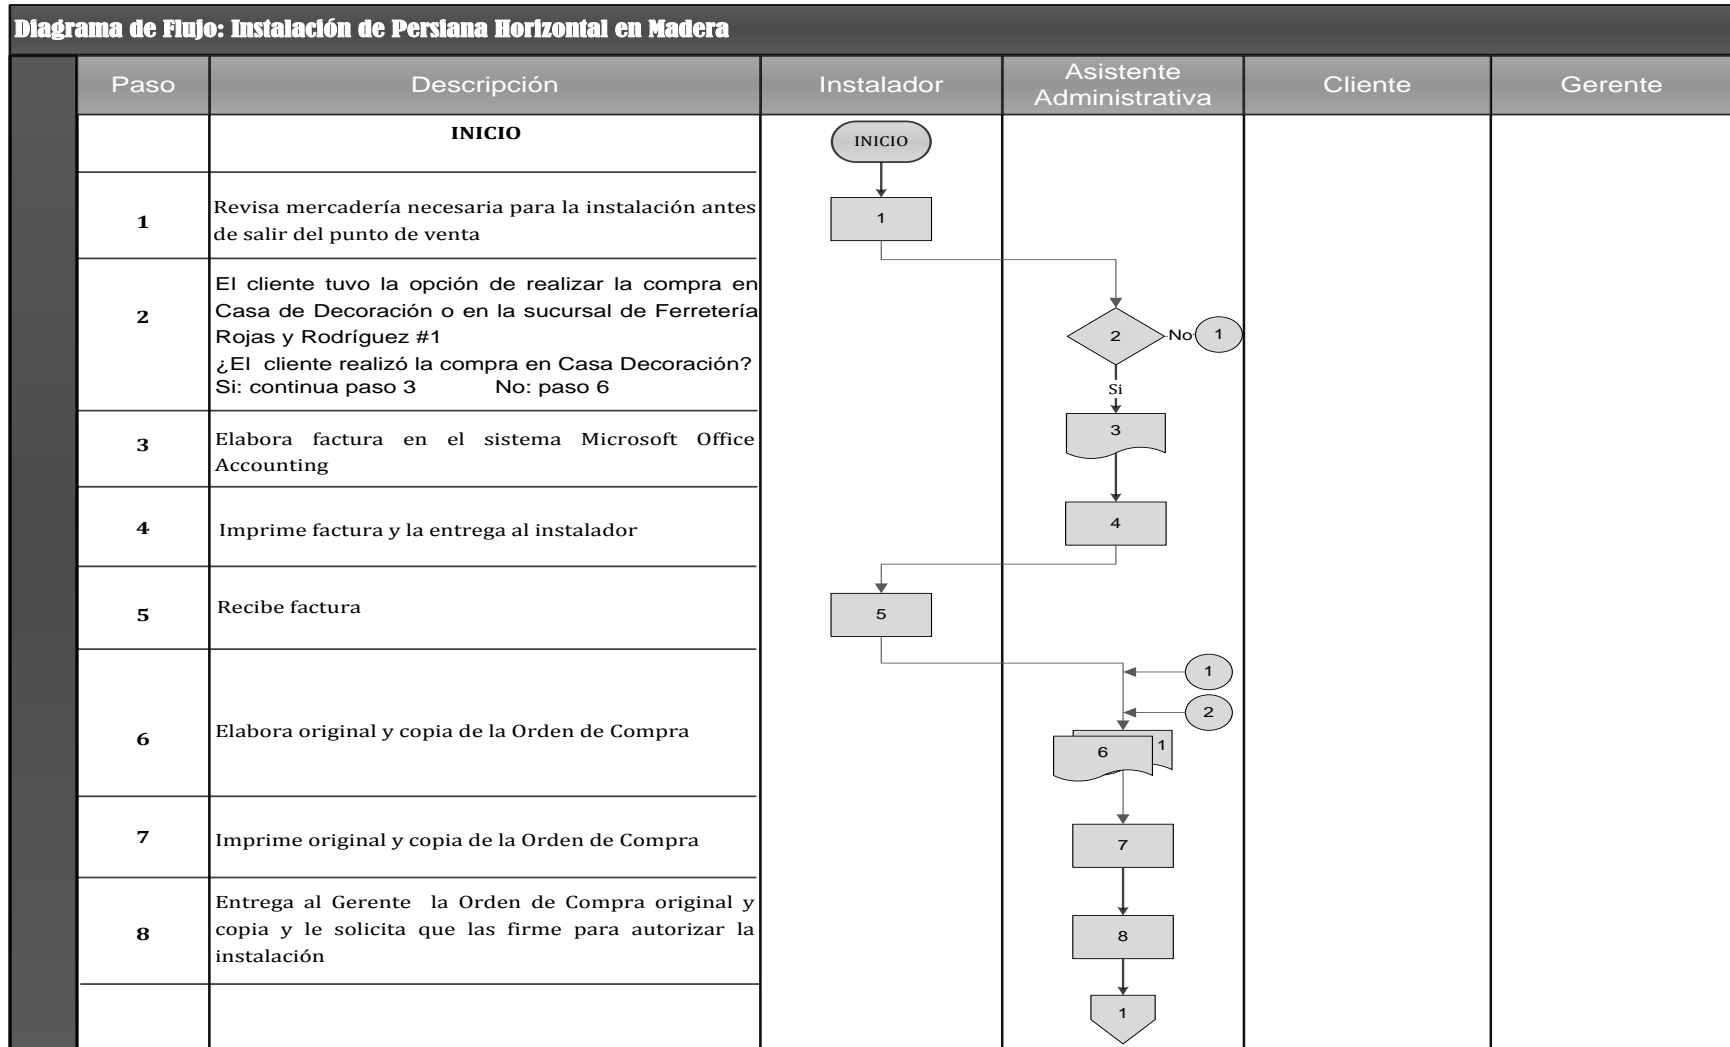 Diagrama de Flujo: Instalación de Persiana Horizontal en Madera
Paso
Descripción
Instalador
Asistente
Administrativa
Cliente
Gerente
INICIO
INICIO
1
Revisa mercadería necesaria para la instalación antes
de salir del punto de venta
1
2
El cliente tuvo la opción de realizar la compra en
Casa de Decoración o en la sucursal de Ferretería
Rojas y Rodríguez #1
¿El cliente realizó la compra en Casa Decoración?
Si: continua paso 3 No: paso 6
2
No
1
Si
3
Elabora factura en el sistema Microsoft Office
Accounting
3
4
Imprime factura y la entrega al instalador
4
5
Recibe factura
5
1
2
6
Elabora original y copia de la Orden de Compra
6
1
7
Imprime original y copia de la Orden de Compra
7
8
Entrega al Gerente la Orden de Compra original y
copia y le solicita que las firme para autorizar la
instalación
8
1